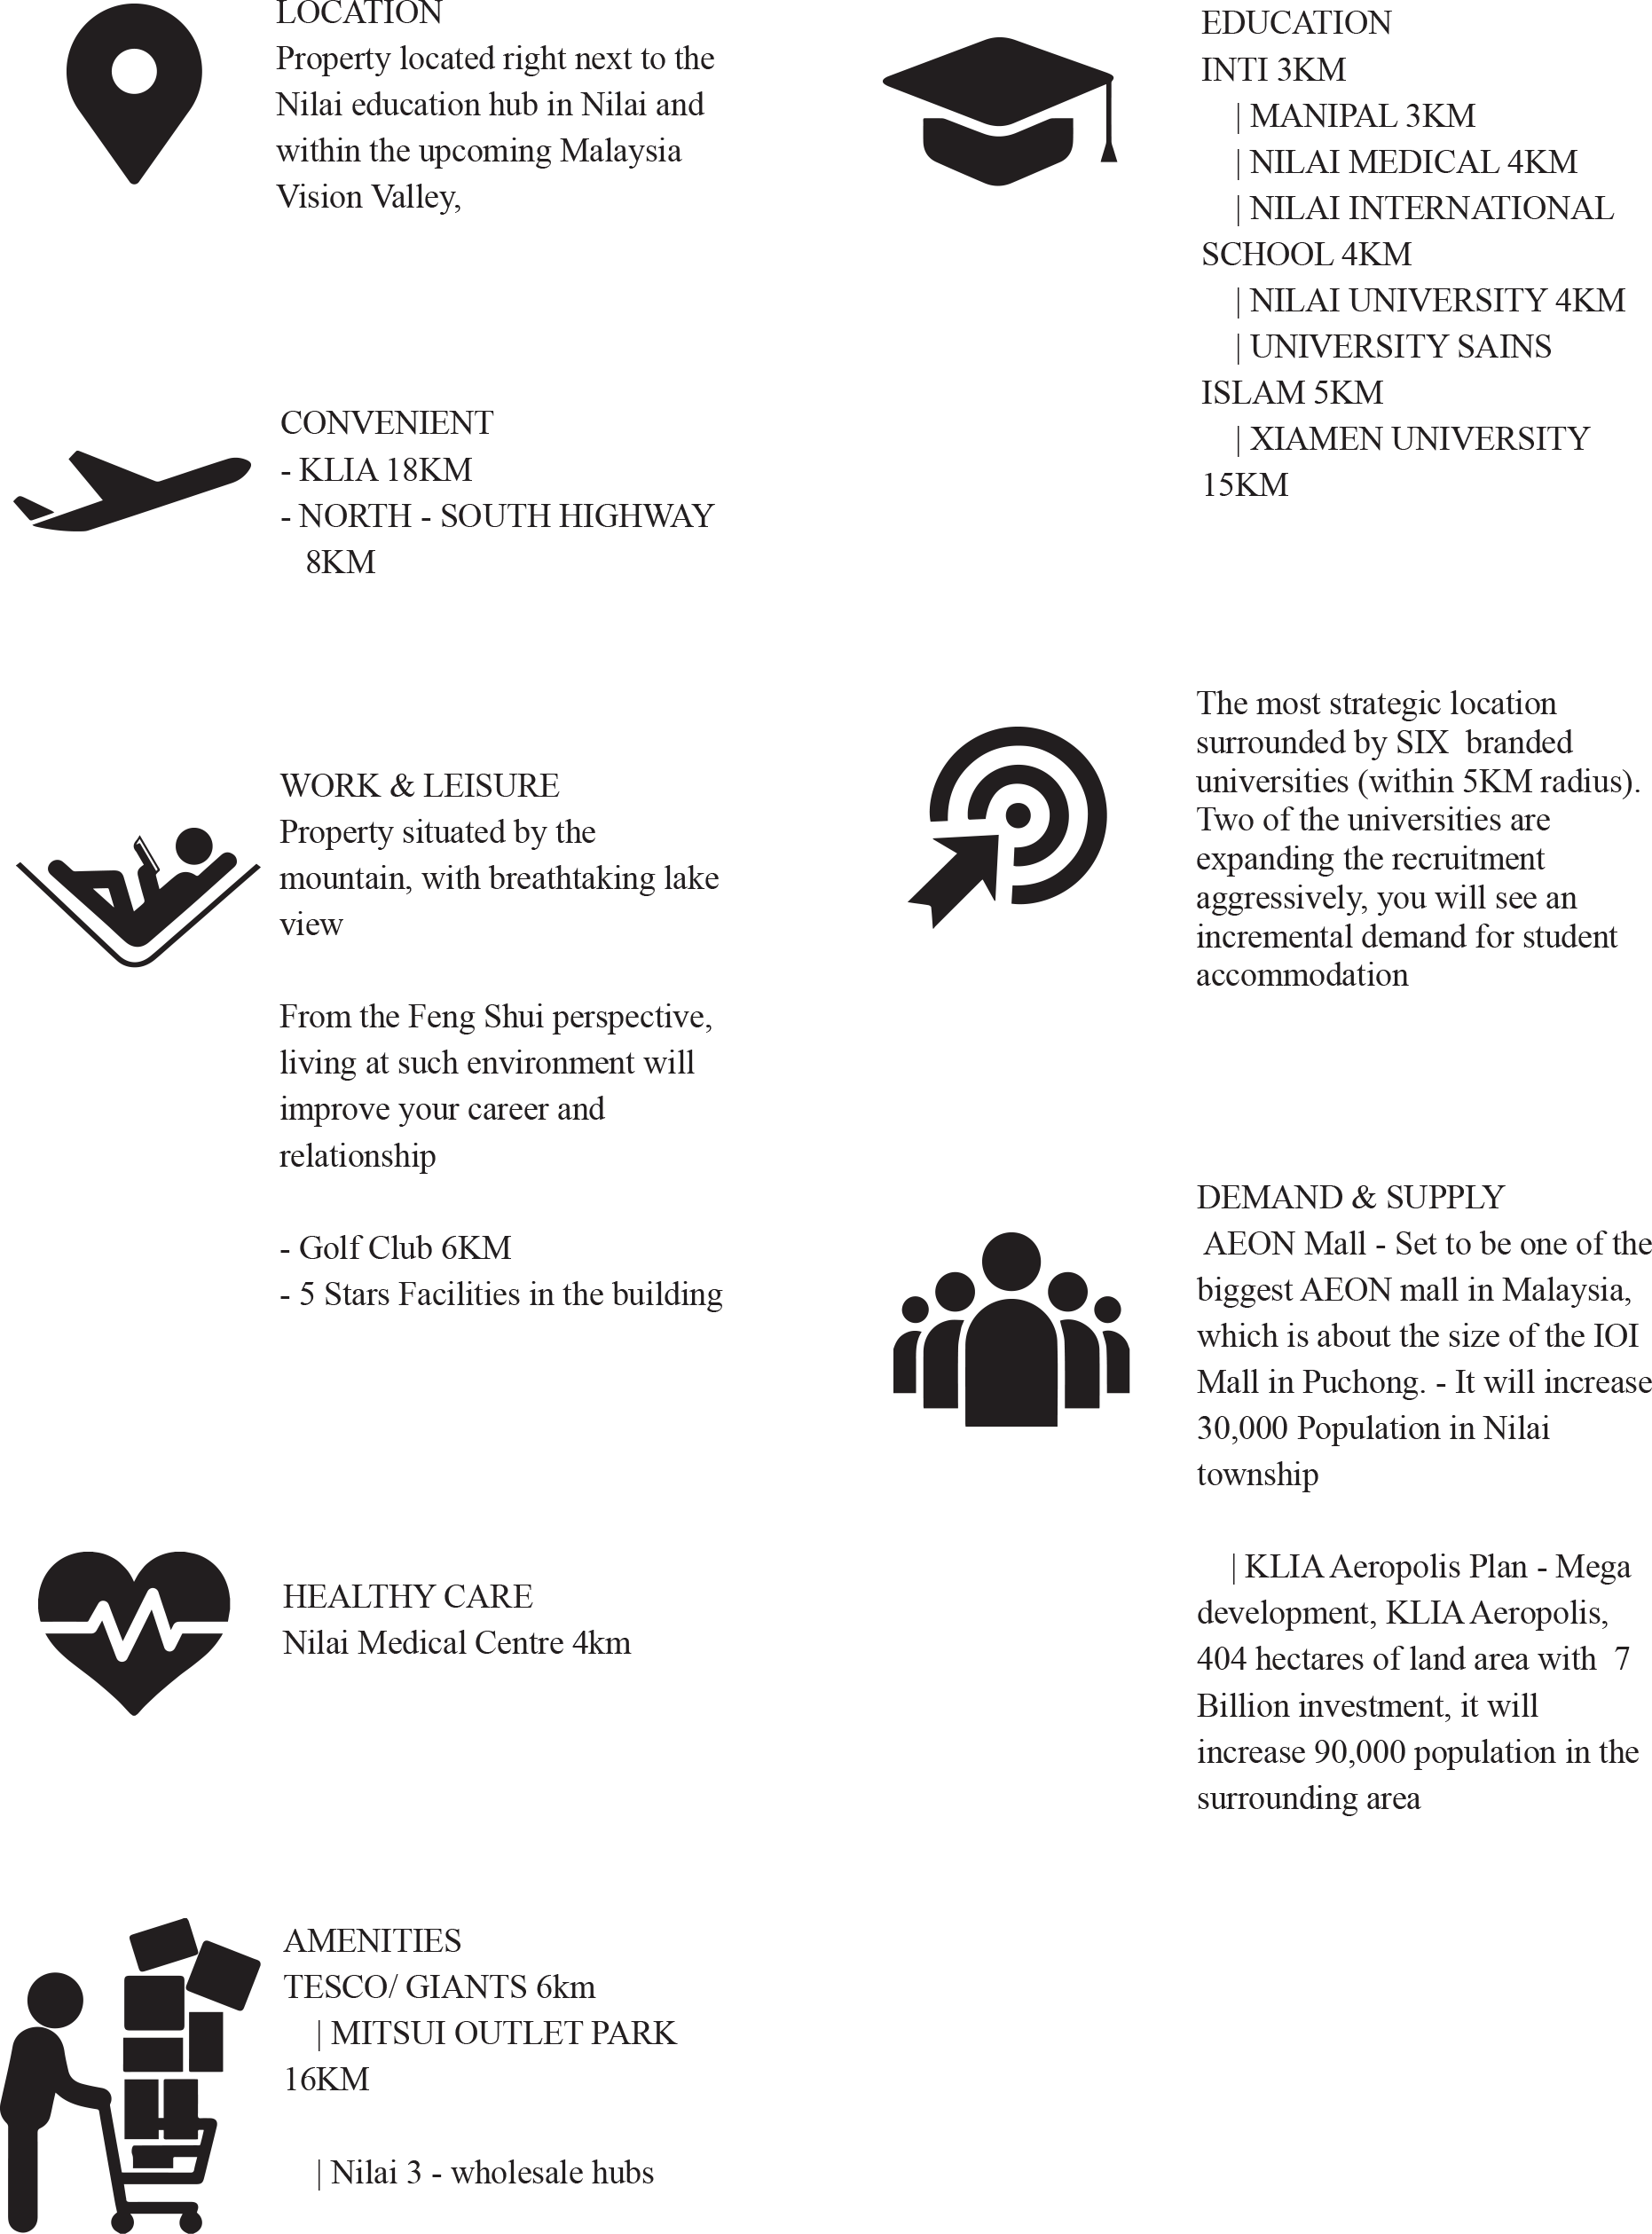 LOCATION
Property located right next to the
Nilai education hub in Nilai and
within the upcoming Malaysia
Vision Valley,
CONVENIENT
- KLIA 18KM
- NORTH - SOUTH HIGHWAY
8KM
WORK & LEISURE
Property situated by the
mountain, with breathtaking lake
view
From the Feng Shui perspective,
living at such environment will
improve your career and
relationship
- Golf Club 6KM
- 5 Stars Facilities in the building
HEALTHY CARE
Nilai Medical Centre 4km
AMENITIES
TESCO/ GIANTS 6km
| MITSUI OUTLET PARK
16KM
| Nilai 3 - wholesale hubs
EDUCATION
INTI 3KM
| MANIPAL 3KM
| NILAI MEDICAL 4KM
| NILAI INTERNATIONAL
SCHOOL 4KM
| NILAI UNIVERSITY 4KM
| UNIVERSITY SAINS
ISLAM 5KM
| XIAMEN UNIVERSITY
15KM
The most strategic location
surrounded by SIX  branded
universities (within 5KM radius).
Two of the universities are
expanding the recruitment
aggressively, you will see an
incremental demand for student
accommodation
DEMAND & SUPPLY
AEON Mall - Set to be one of the
biggest AEON mall in Malaysia,
which is about the size of the IOI
Mall in Puchong. - It will increase
30,000 Population in Nilai
township
| KLIA Aeropolis Plan - Mega
development, KLIA Aeropolis,
404 hectares of land area with  7
Billion investment, it will
increase 90,000 population in the
surrounding area